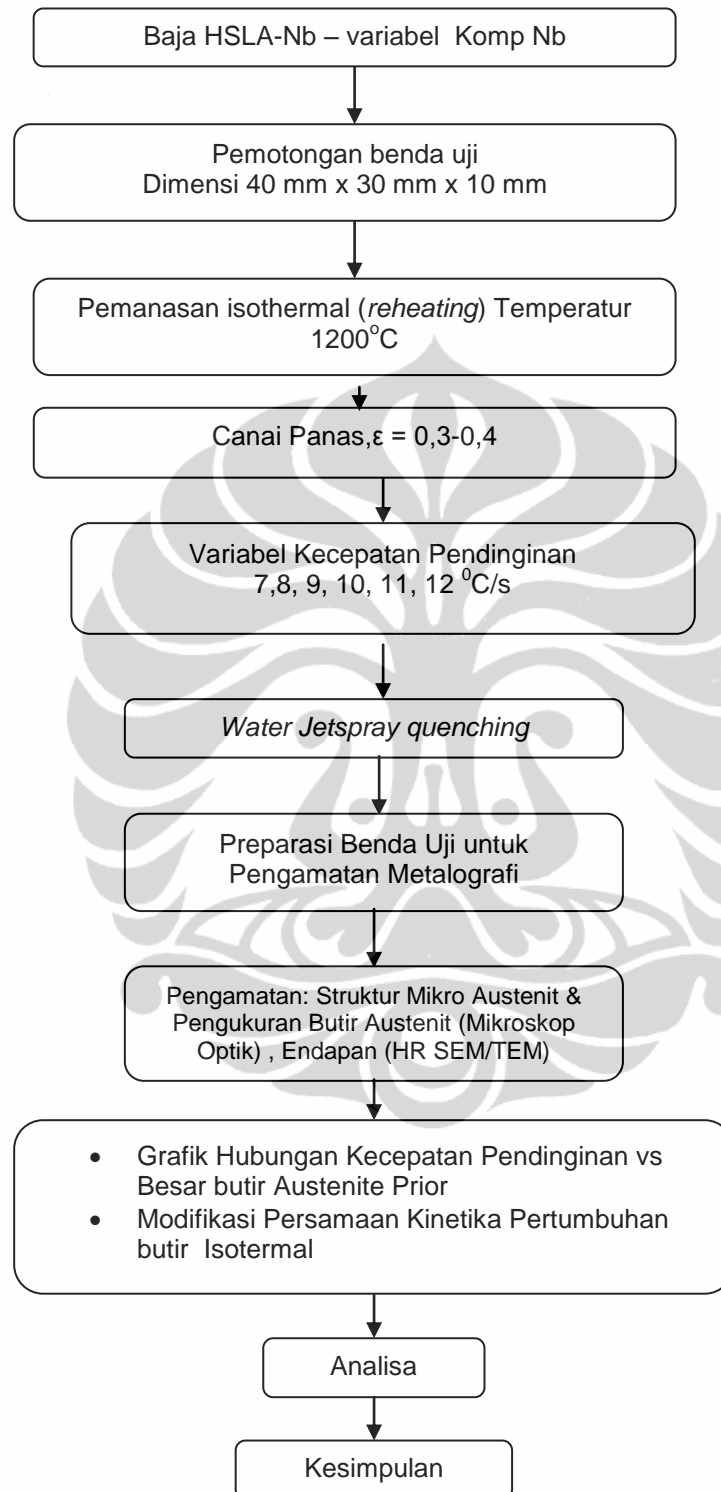 Baja HSLA-Nb – variabel Komp Nb
Pemotongan benda uji
Dimensi 40 mm x 30 mm x 10 mm
Pemanasan isothermal (reheating) Temperatur
1200°C
Canai Panas,ε = 0,3-0,4
Variabel Kecepatan Pendinginan
7,8, 9, 10, 11, 12 ⁰C/s
Water Jetspray quenching
Preparasi Benda Uji untuk
Pengamatan Metalografi
Pengamatan: Struktur Mikro Austenit &
Pengukuran Butir Austenit (Mikroskop
Optik) , Endapan (HR SEM/TEM)
• Grafik Hubungan Kecepatan Pendinginan vs
Besar butir Austenite Prior
• Modifikasi Persamaan Kinetika Pertumbuhan
butir Isotermal
Analisa
Kesimpulan